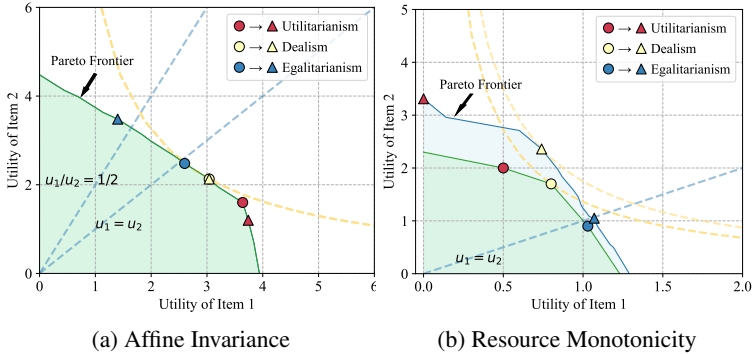 6
4
2
0
0
1
2
3
4
5
6
Utility of Item 2
Utility of Item 1
Pareto Frontier
u₁/u₂ = 1/2
u₁ = u₂
→ Utilitarianism
→ Dealism
→ Egalitarianism
(a) Affine Invariance
5
4
3
2
1
0
0.0
0.5
1.0
1.5
2.0
Utility of Item 2
Utility of Item 1
Pareto Frontier
u₁ = u₂
→ Utilitarianism
→ Dealism
→ Egalitarianism
(b) Resource Monotonicity